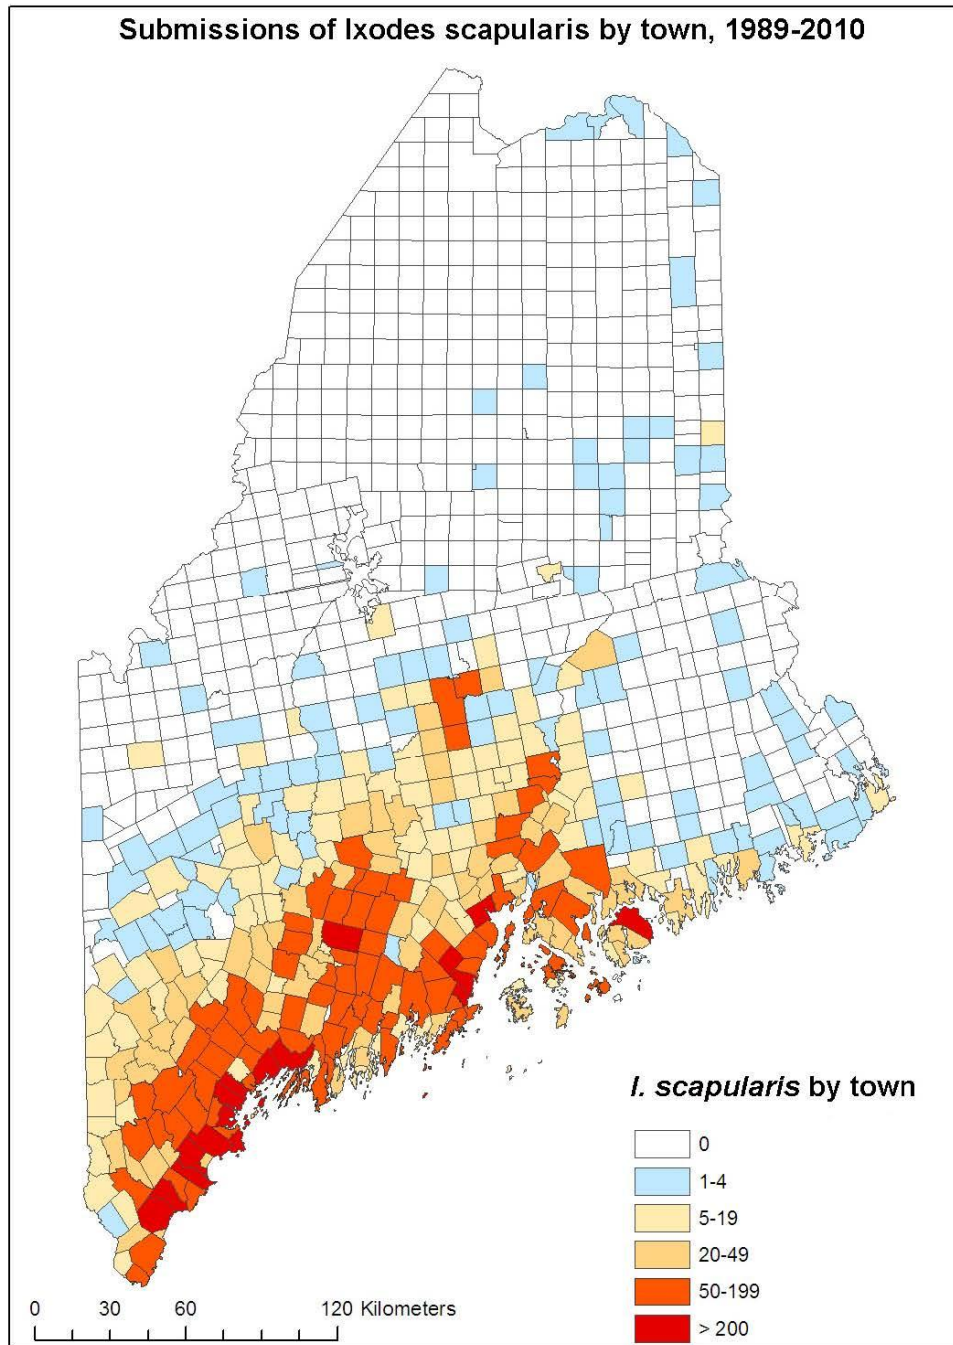 Submissions of Ixodes scapularis by town, 1989-2010
I. scapularis by town
0
1-4
5-19
20-49
50-199
> 200
0 30 60 120 Kilometers